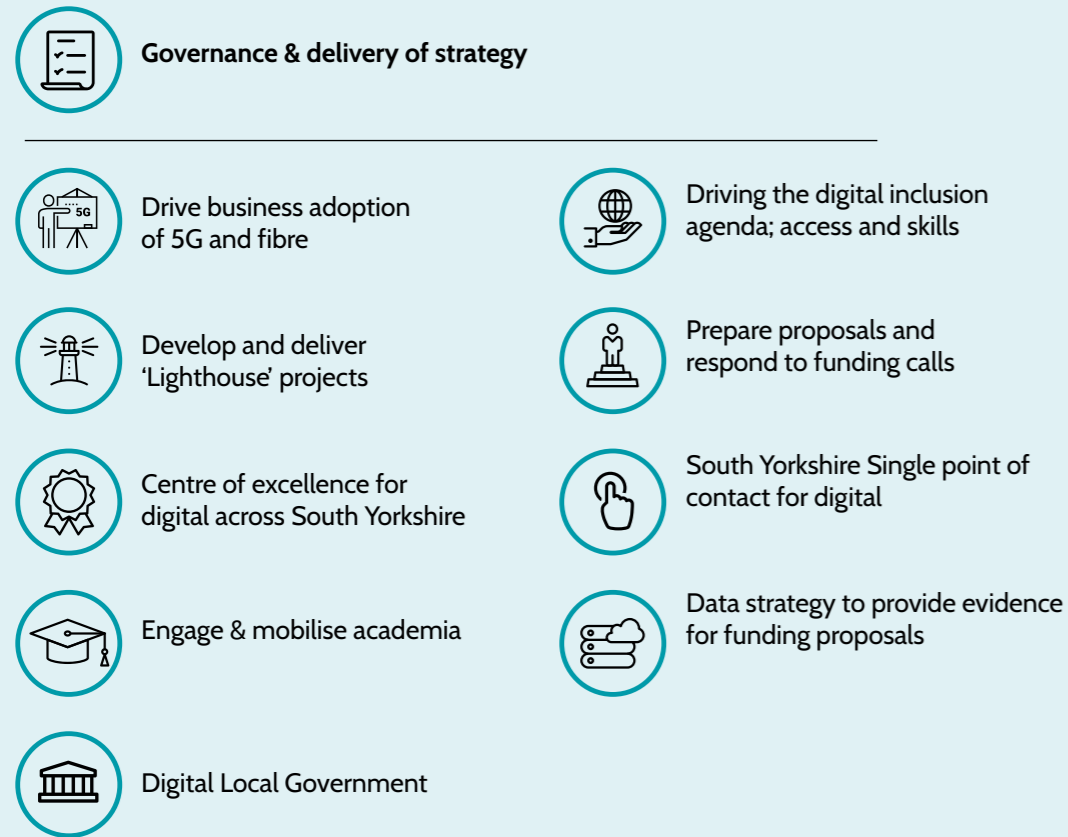 Governance & delivery of strategy
Drive business adoption
of 5G and fibre
Develop and deliver
‘Lighthouse’ projects
Centre of excellence for
digital across South Yorkshire
Engage & mobilise academia
Digital Local Government
Driving the digital inclusion
agenda; access and skills
Prepare proposals and
respond to funding calls
South Yorkshire Single point of
contact for digital
Data strategy to provide evidence
for funding proposals
5G